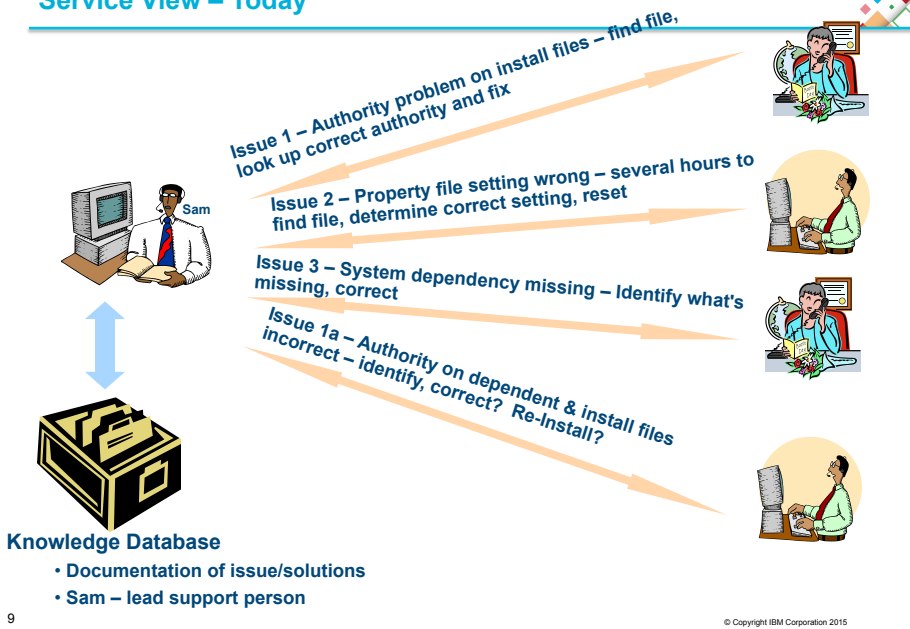 Service View – Today
Issue 1 – Authority problem on install files – find file,
look up correct authority and fix
Sam
Issue 2 – Property file setting wrong – several hours to
find file, determine correct setting, reset
Issue 3 – System dependency missing – Identify what's
missing, correct
Issue 1a – Authority on dependent & install files
incorrect – identify, correct? Re-Install?
Knowledge Database
• Documentation of issue/solutions
• Sam – lead support person
9
© Copyright IBM Corporation 2015